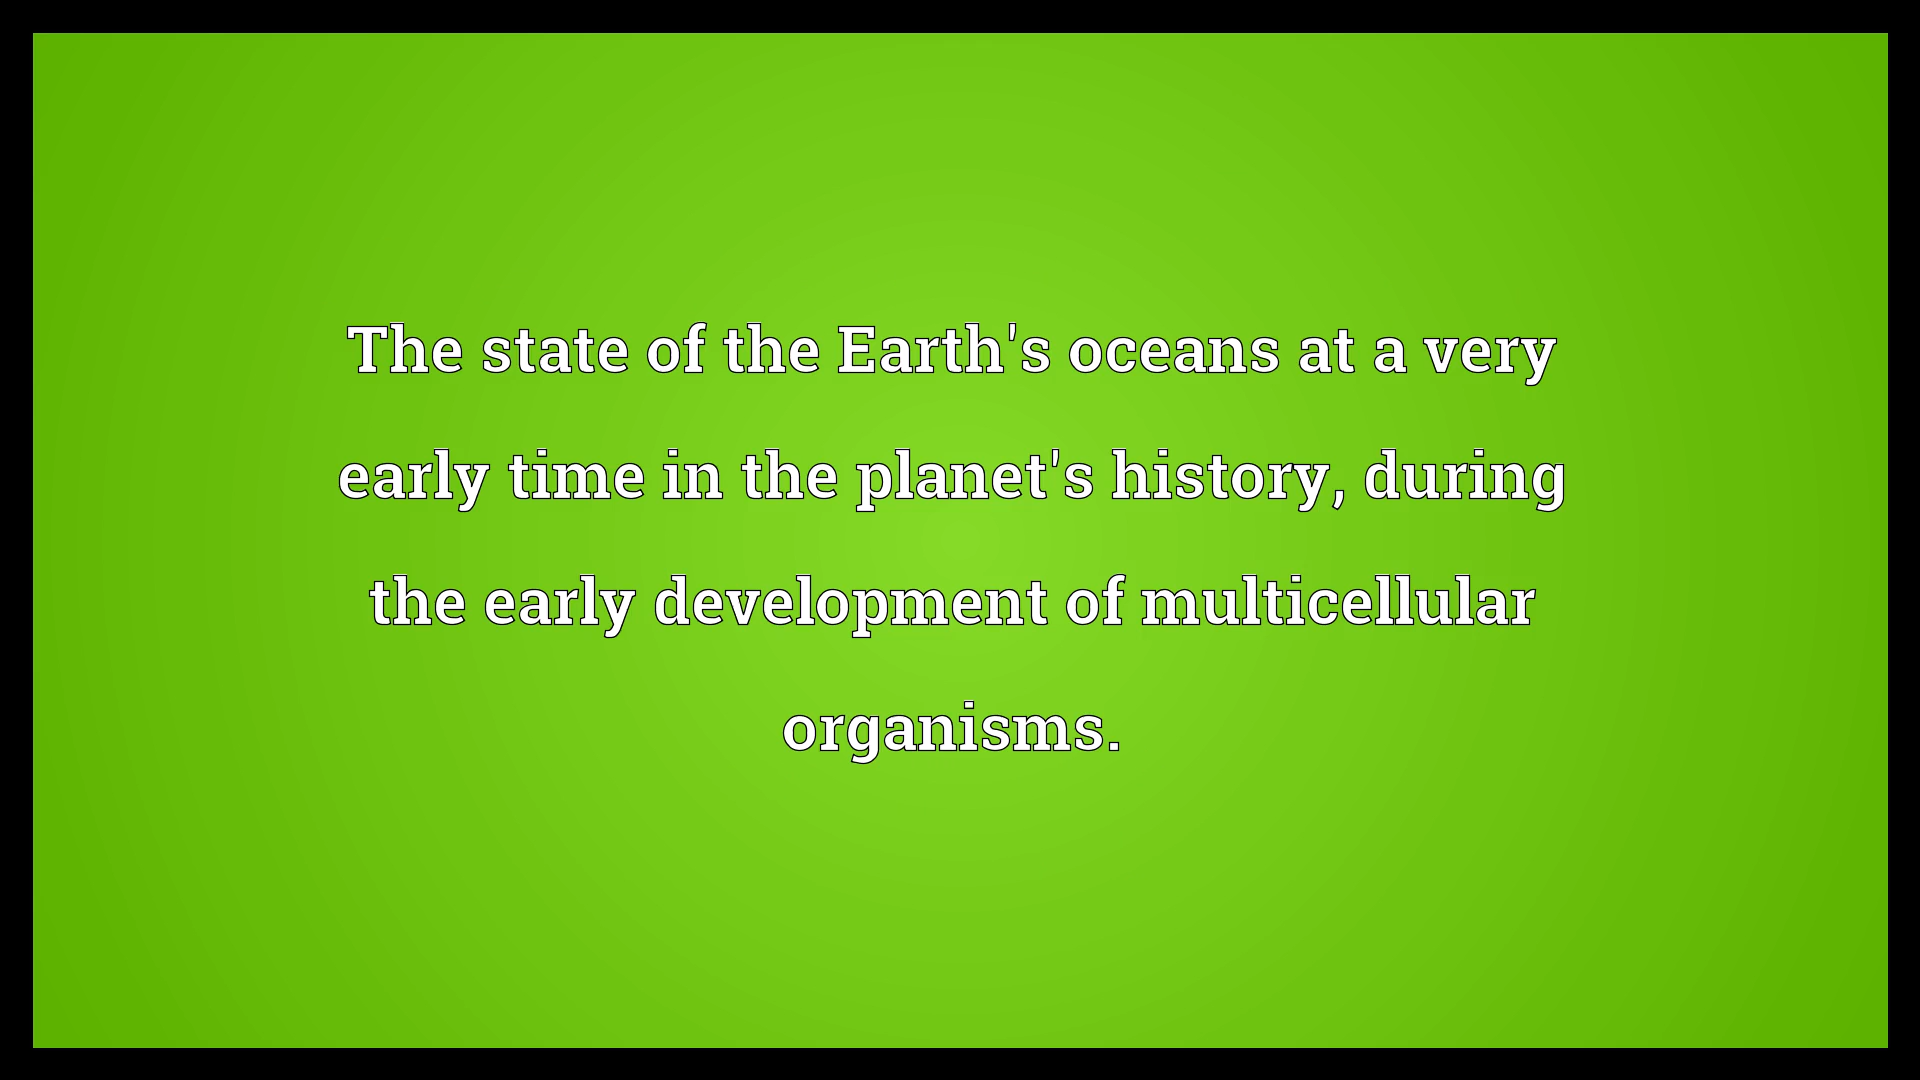 The state of the Earth's oceans at a very
early time in the planet's history, during
the early development of multicellular
organisms.